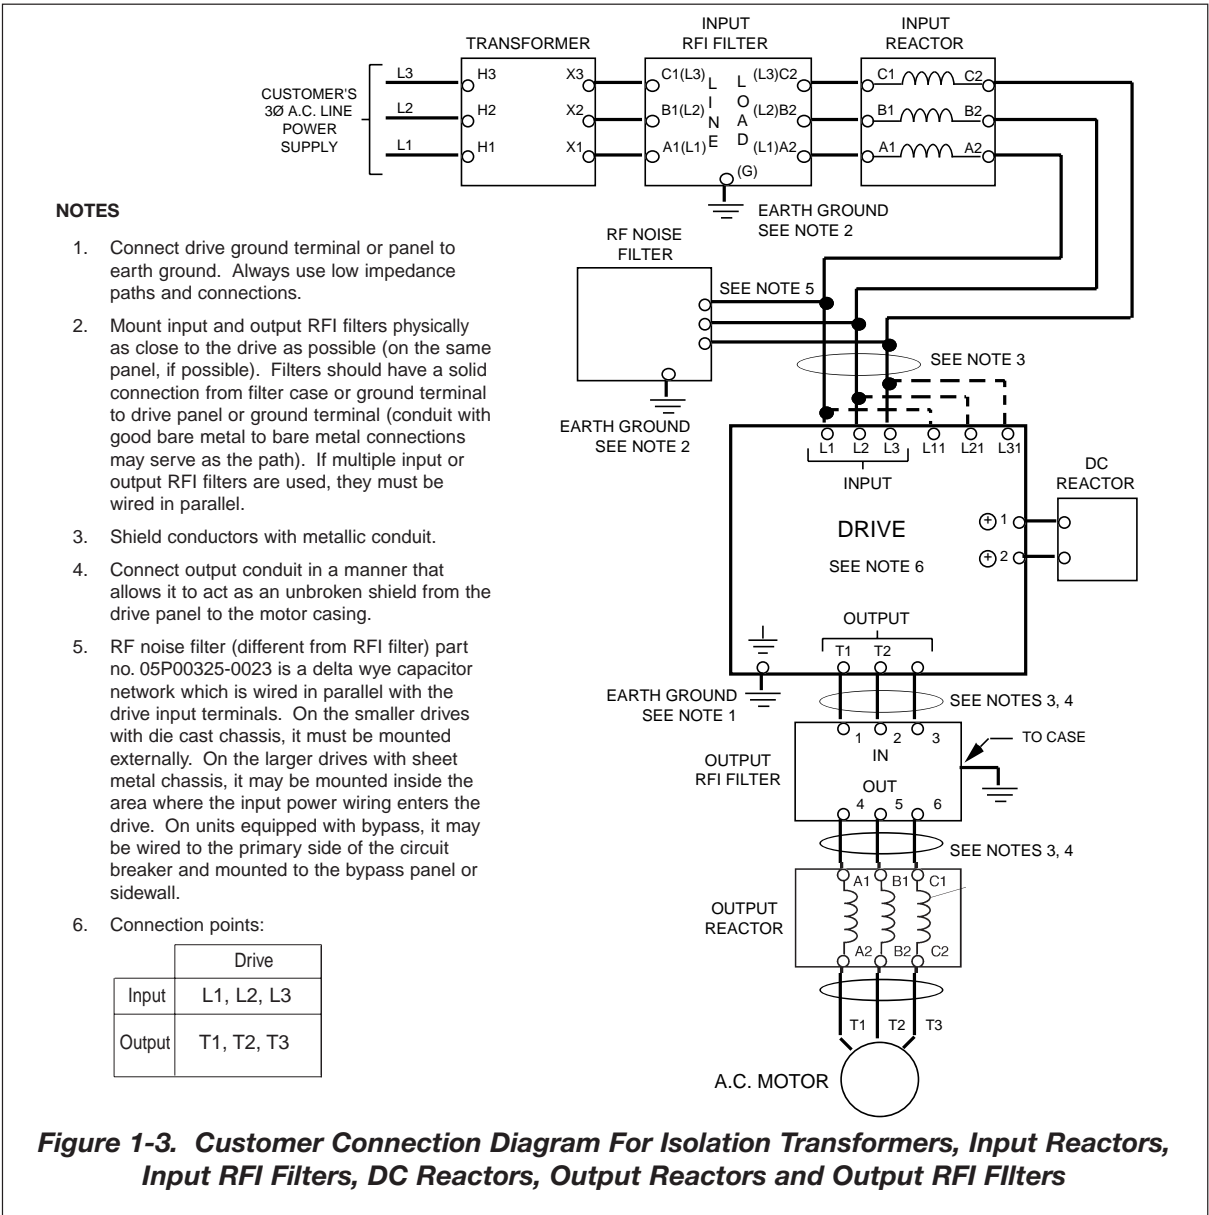 INPUT
RFI FILTER
INPUT
REACTOR
TRANSFORMER
CUSTOMER'S
3Ø A.C. LINE
POWER
SUPPLY
L3
L2
L1
H3
H2
H1
X3
X2
X1
C1(L3)
B1(L2)
A1(L1)
LINE
LOAD
(L3)C2
(L2)B2
(L1)A2
(G)
C1 C2
B1 B2
A1 A2
EARTH GROUND
SEE NOTE 2
NOTES
1. Connect drive ground terminal or panel to
earth ground. Always use low impedance
paths and connections.
2. Mount input and output RFI filters physically
as close to the drive as possible (on the same
panel, if possible). Filters should have a solid
connection from filter case or ground terminal
to drive panel or ground terminal (conduit with
good bare metal to bare metal connections
may serve as the path). If multiple input or
output RFI filters are used, they must be
wired in parallel.
3. Shield conductors with metallic conduit.
4. Connect output conduit in a manner that
allows it to act as an unbroken shield from the
drive panel to the motor casing.
5. RF noise filter (different from RFI filter) part
no. 05P00325-0023 is a delta wye capacitor
network which is wired in parallel with the
drive input terminals. On the smaller drives
with die cast chassis, it must be mounted
externally. On the larger drives with sheet
metal chassis, it may be mounted inside the
area where the input power wiring enters the
drive. On units equipped with bypass, it may
be wired to the primary side of the circuit
breaker and mounted to the bypass panel or
sidewall.
6. Connection points:
Drive
Input L1, L2, L3
Output T1, T2, T3
RF NOISE
FILTER
SEE NOTE 5
SEE NOTE 3
EARTH GROUND
SEE NOTE 2
L1 L2 L3 L11 L21 L31
INPUT
DRIVE
SEE NOTE 6
+ 1
+ 2
DC
REACTOR
OUTPUT
T1 T2
EARTH GROUND
SEE NOTE 1
SEE NOTES 3, 4
OUTPUT
RFI FILTER
1 2 3
IN
OUT
4 5 6
TO CASE
SEE NOTES 3, 4
OUTPUT
REACTOR
A1 B1 C1
A2 B2 C2
T1 T2 T3
A.C. MOTOR
Figure 1-3. Customer Connection Diagram For Isolation Transformers, Input Reactors,
Input RFI Filters, DC Reactors, Output Reactors and Output RFI FIlters